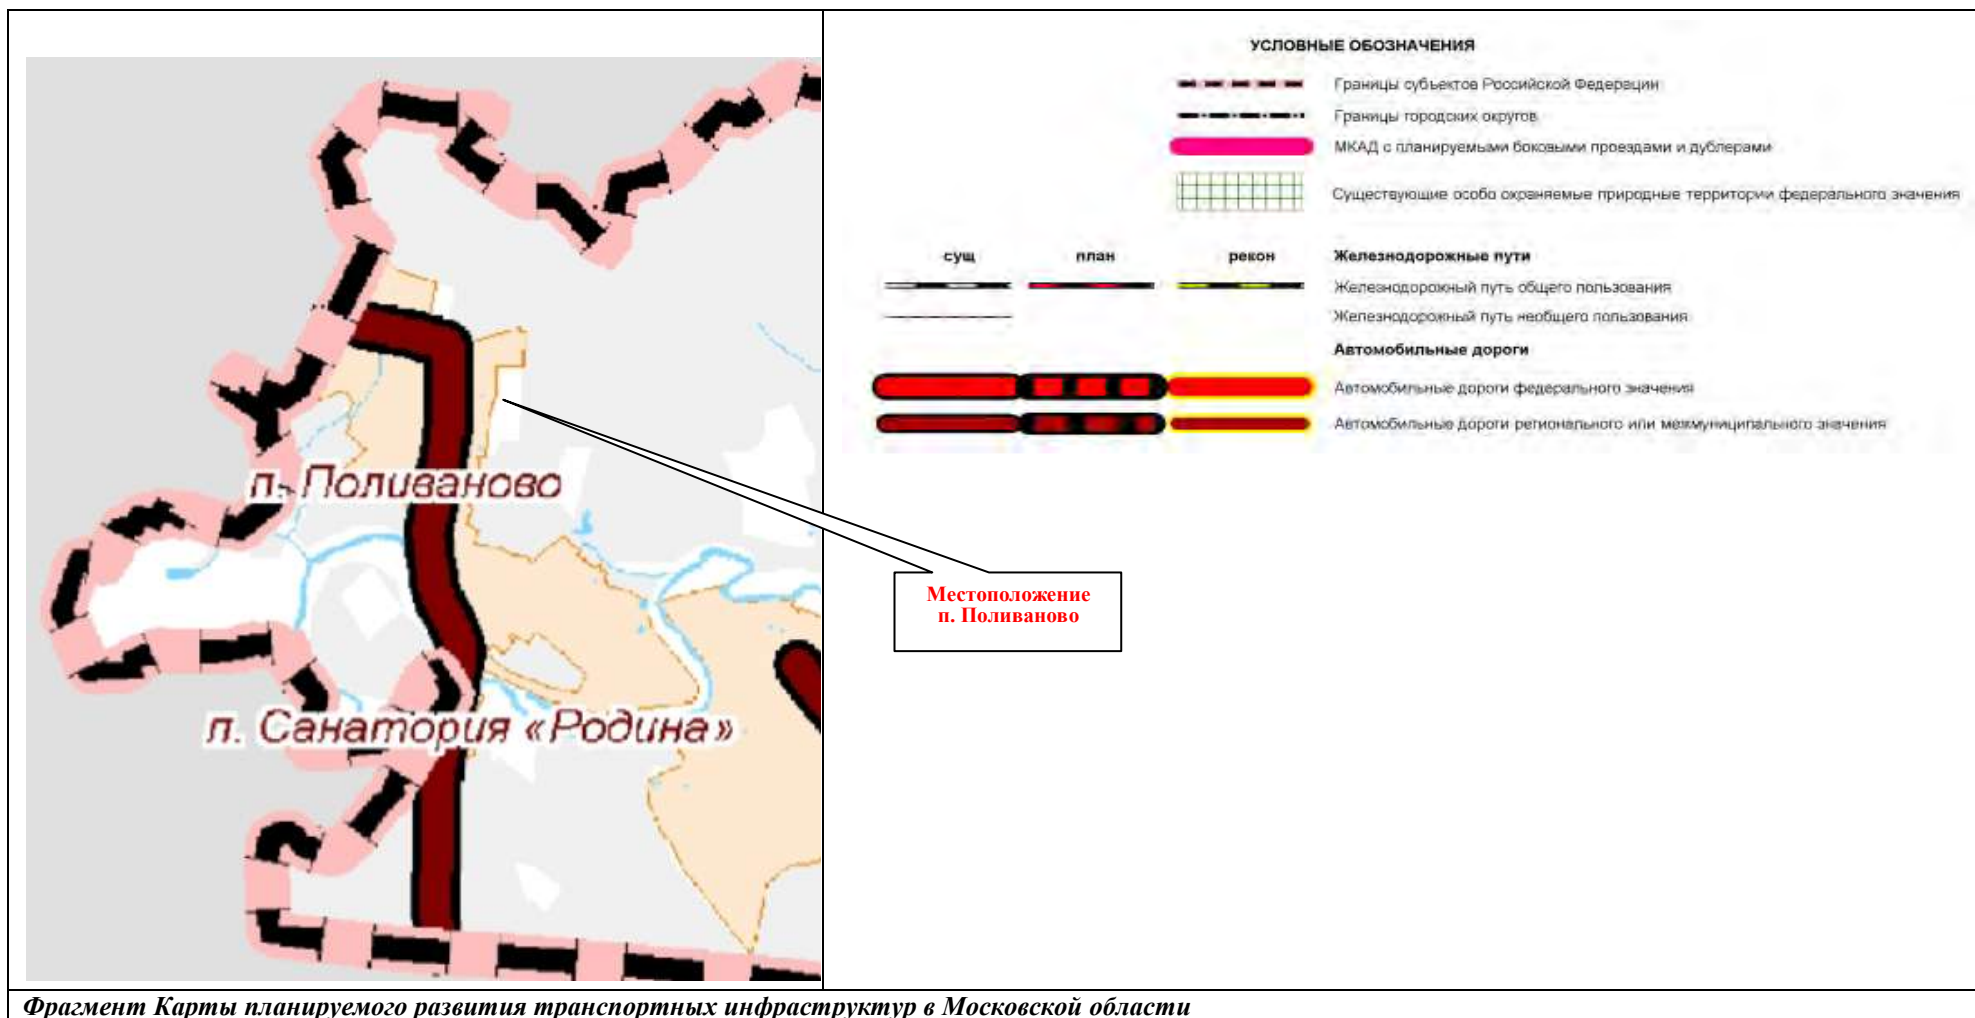 п. Поливаново
п. Санатория «Родина»
УСЛОВНЫЕ ОБОЗНАЧЕНИЯ
Границы субъектов Российской Федерации
Границы городских округов
МКАД с планируемыми боковыми проездами и дублерами
Существующие особо охраняемые природные территории федерального значения
сущ план рекон Железнодорожные пути
Железнодорожный путь общего пользования
Железнодорожный путь необщего пользования
Автомобильные дороги
Автомобильные дороги федерального значения
Автомобильные дороги регионального или межмуниципального значения
Местоположение
п. Поливаново
Фрагмент Карты планируемого развития транспортных инфраструктур в Московской области